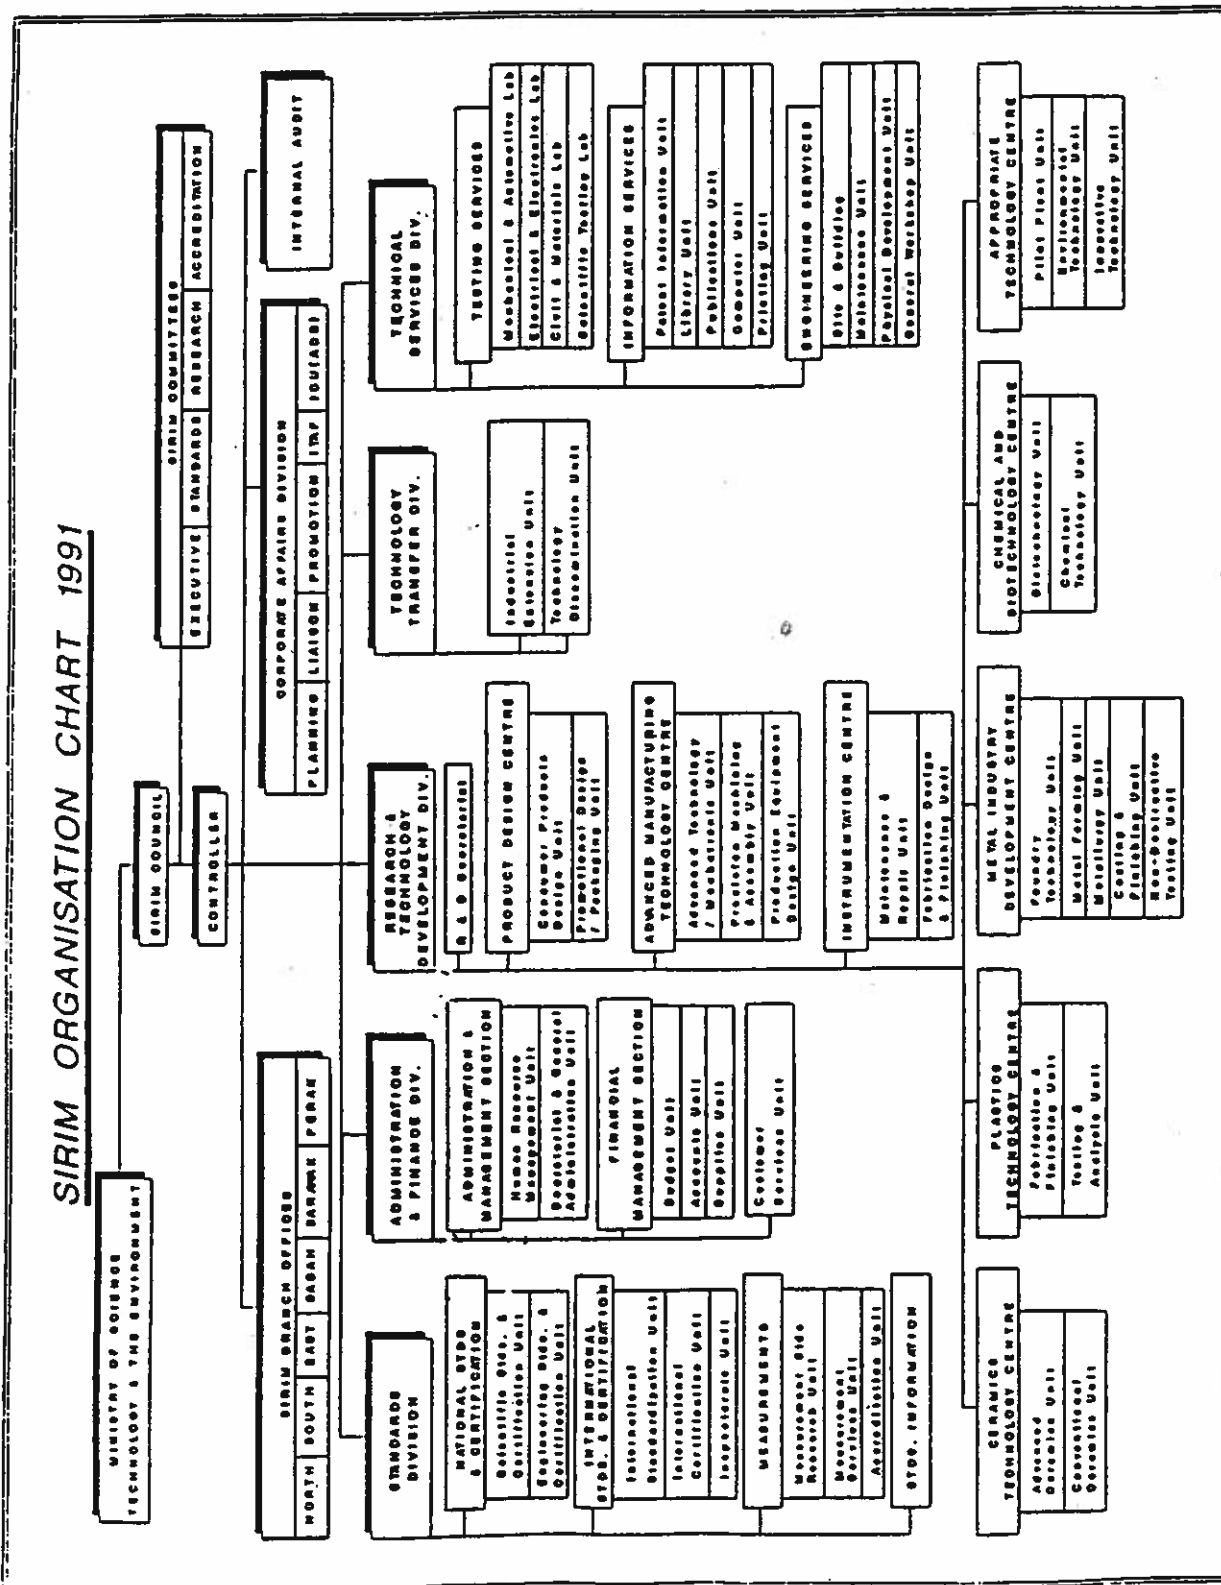 SIRIM ORGANISATION CHART 1991
MINISTRY OF SCIENCE
TECHNOLOGY & THE ENVIRONMENT
SIRIM COUNCIL
SIRIM COMMITTEES
EXECUTIVE
STANDARDS
RESEARCH
ACCREDITATION
CONTROLLER
SIRIM BRANCH OFFICES
NORTH
SOUTH
EAST
SABAH
SARAWAK
PERAK
CORPORATE AFFAIRS DIVISION
PLANNING
LIAISON
PROMOTION
ITAF
INTERNAL AUDIT
STANDARDS
DIVISION
NATIONAL STDS
& CERTIFICATION
Scientific Stds. &
Certification Unit
Engineering Stds. &
Certification Unit
INTERNATIONAL
STDS. & CERTIFICATION
International
Standardization Unit
International
Certification Unit
Inspectorate Unit
MEASUREMENTS
Measurement Stds
Research Unit
Measurement
Services Unit
Accreditation Unit
STDS. INFORMATION
ADMINISTRATION
& FINANCE DIV.
ADMINISTRATION &
MANAGEMENT SECTION
Human Resource
Management Unit
Secretarial & General
Administration Unit
FINANCIAL
MANAGEMENT SECTION
Budget Unit
Accounts Unit
Supplies Unit
Customer
Services Unit
RESEARCH &
TECHNOLOGY
DEVELOPMENT DIV.
R & D Secretariat
PRODUCT DESIGN CENTRE
Consumer Products
Design Unit
Promotional Design
/ Packaging Unit
ADVANCED MANUFACTURING
TECHNOLOGY CENTRE
Advanced Technology
/ Mechatronic Unit
Precision Machining
& Assembly Unit
Production Equipment
Design Unit
INSTRUMENTATION CENTRE
Maintenance &
Repair Unit
Fabrication Design
& Finishing Unit
TECHNOLOGY
TRANSFER DIV.
Industrial
Extension Unit
Technology
Dissemination Unit
TECHNICAL
SERVICES DIV.
TESTING SERVICES
Mechanical & Automotive Lab
Electrical & Electronics Lab
Civil & Materials Lab
Scientific Testing Lab
INFORMATION SERVICES
Patent Information Unit
Library Unit
Publications Unit
Computer Unit
Printing Unit
ENGINEERING SERVICES
Site & Building
Maintenance Unit
Physical Development Unit
General Workshop Unit
CERAMICS
TECHNOLOGY CENTRE
Advanced
Ceramics Unit
Conventional
Ceramics Unit
PLASTICS
TECHNOLOGY CENTRE
Fabrication &
Finishing Unit
Testing &
Analysis Unit
METAL INDUSTRY
DEVELOPMENT CENTRE
Foundry
Technology Unit
Metal Forming Unit
Metallurgy Unit
Coating &
Finishing Unit
Non-Destructive
Testing Unit
CHEMICAL AND
BIOTECHNOLOGY CENTRE
Biotechnology Unit
Chemical
Technology Unit
APPROPRIATE
TECHNOLOGY CENTRE
Pilot Plant Unit
Environmental
Technology Unit
Innovative
Technology Unit